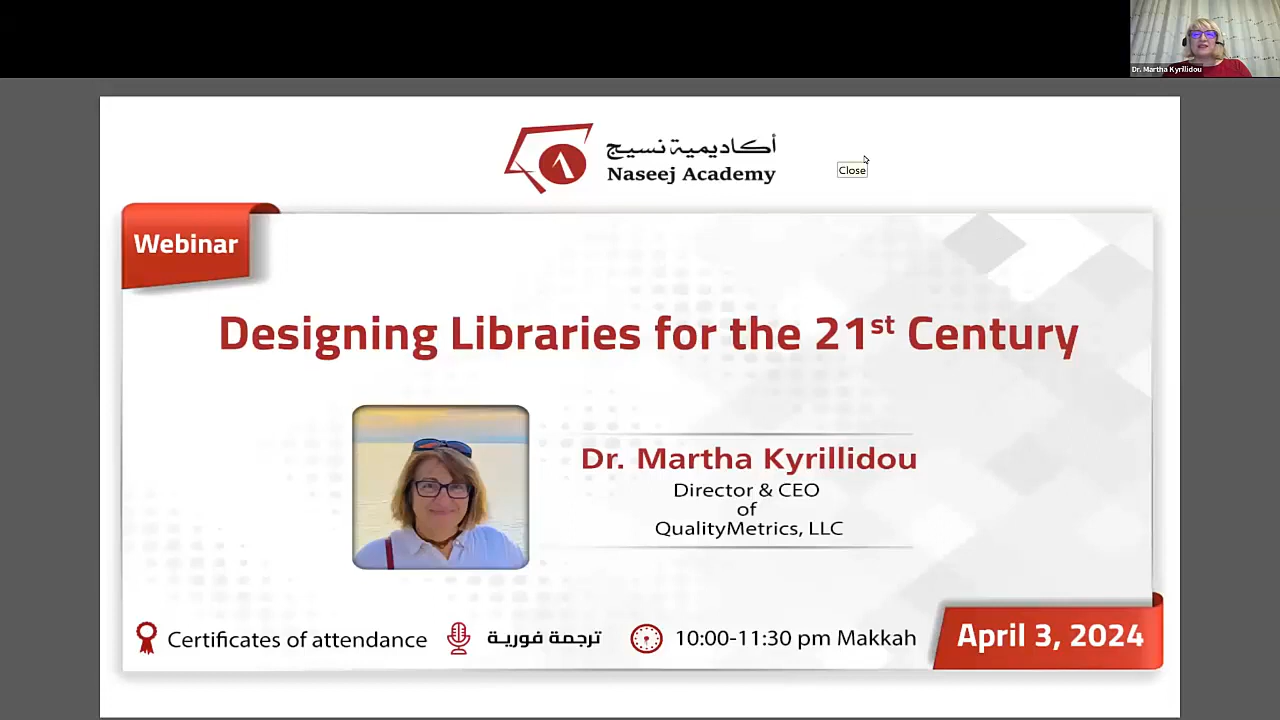 Dr. Martha Kyrillidou
أكاديمية نسيج
Naseej Academy
Close
Webinar
Designing Libraries for the 21st Century
Dr. Martha Kyrillidou
Director & CEO
of
QualityMetrics, LLC
Certificates of attendance
ترجمة فورية
10:00-11:30 pm Makkah
April 3, 2024